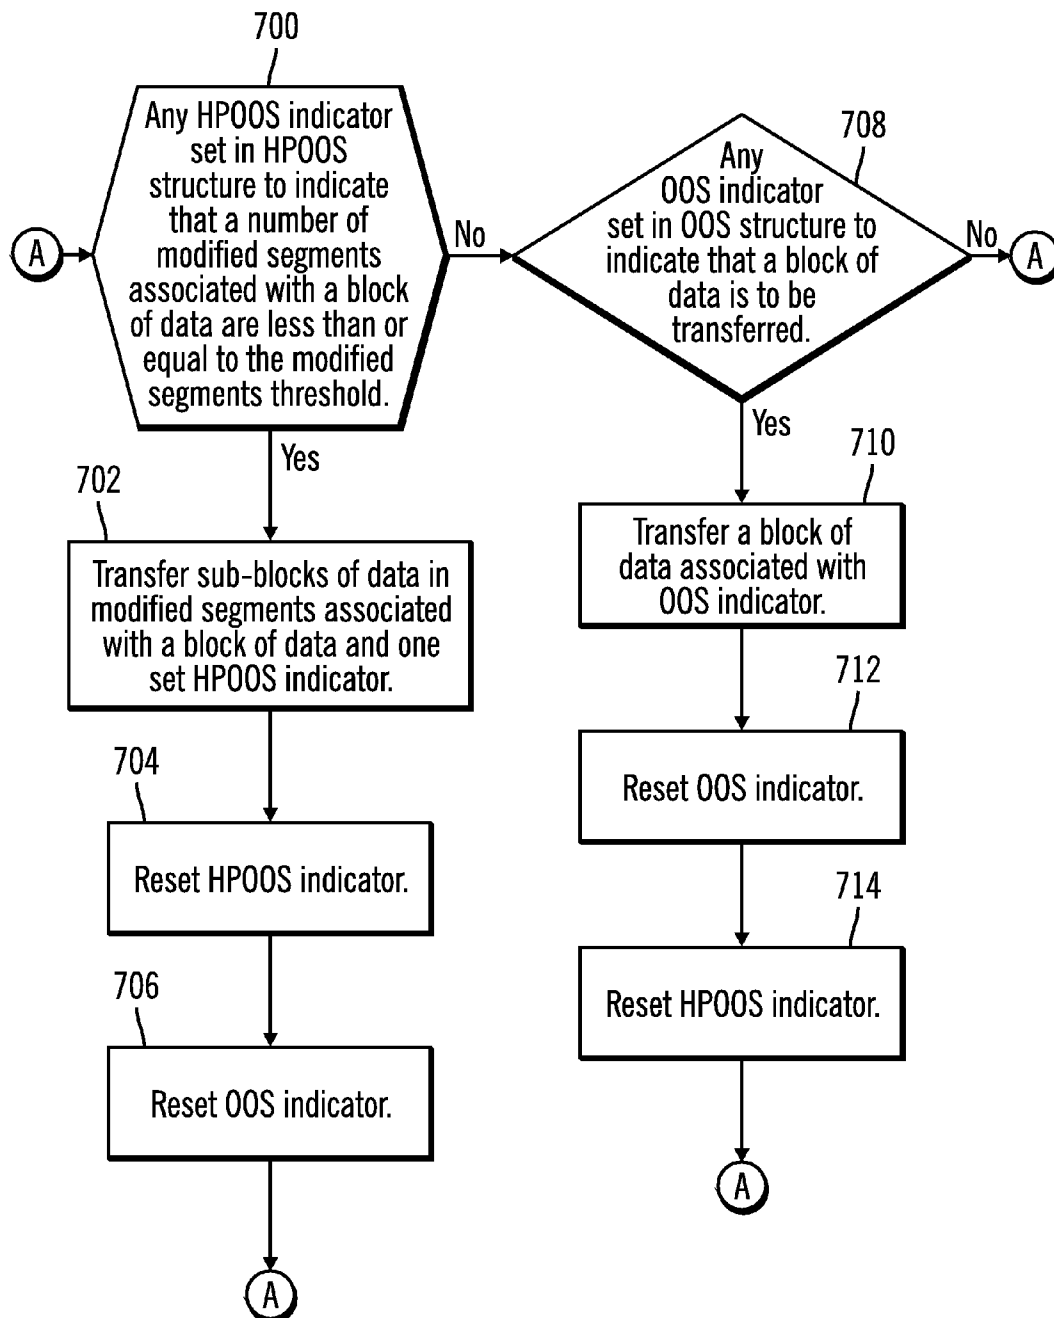 700
Any HPOOS indicator
set in HPOOS
structure to indicate
that a number of
modified segments
associated with a block
of data are less than or
equal to the modified
segments threshold.
A
No
708
Any
OOS indicator
set in OOS structure to
indicate that a block of
data is to be
transferred.
No
A
Yes
702
Transfer sub-blocks of data in
modified segments associated
with a block of data and one
set HPOOS indicator.
Yes
710
Transfer a block of
data associated with
OOS indicator.
704
Reset HPOOS indicator.
712
Reset OOS indicator.
706
Reset OOS indicator.
714
Reset HPOOS indicator.
A
A